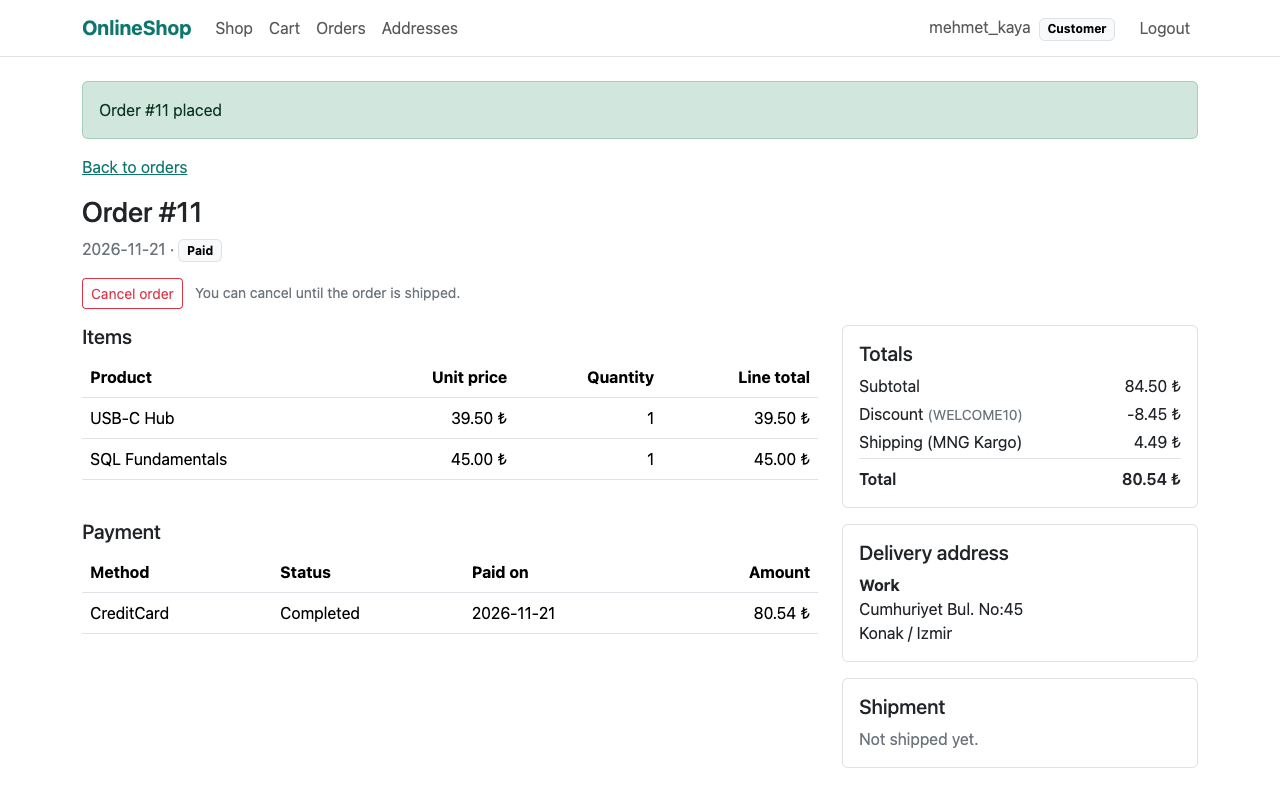 OnlineShop Shop Cart Orders Addresses mehmet_kaya Customer Logout
Order #11 placed
Back to orders
Order #11
2026-11-21 · Paid
Cancel order You can cancel until the order is shipped.
Items
Product Unit price Quantity Line total
USB-C Hub 39.50 ₺ 1 39.50 ₺
SQL Fundamentals 45.00 ₺ 1 45.00 ₺
Payment
Method Status Paid on Amount
CreditCard Completed 2026-11-21 80.54 ₺
Totals
Subtotal 84.50 ₺
Discount (WELCOME10) -8.45 ₺
Shipping (MNG Kargo) 4.49 ₺
Total 80.54 ₺
Delivery address
Work
Cumhuriyet Bul. No:45
Konak / Izmir
Shipment
Not shipped yet.